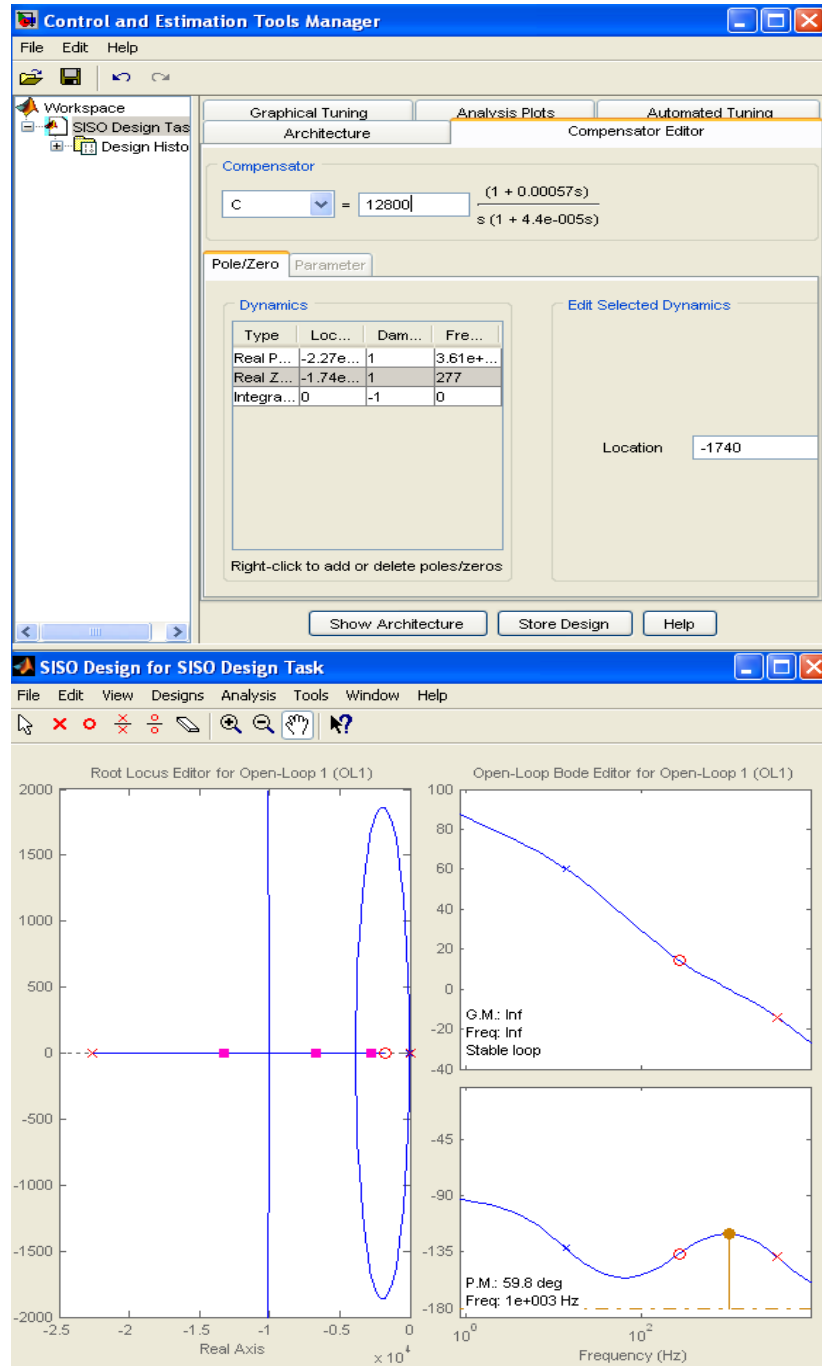 Control and Estimation Tools Manager
File Edit Help
Workspace
SISO Design Tas
Design Histo
Graphical Tuning Analysis Plots Automated Tuning
Architecture Compensator Editor
Compensator
C = 12800 (1 + 0.00057s)
s (1 + 4.4e-005s)
Pole/Zero Parameter
Dynamics
Edit Selected Dynamics
Type Loc... Dam... Fre...
Real P... -2.27e... 1 3.61e+...
Real Z... -1.74e... 1 277
Integra... 0 -1 0
Location -1740
Right-click to add or delete poles/zeros
Show Architecture Store Design Help
SISO Design for SISO Design Task
File Edit View Designs Analysis Tools Window Help
Root Locus Editor for Open-Loop 1 (OL1)
2000
1500
1000
500
0
-500
-1000
-1500
-2000
-2.5 -2 -1.5 -1 -0.5 0
x 10⁴
Real Axis
Open-Loop Bode Editor for Open-Loop 1 (OL1)
100
80
60
40
20
0
-20
-40
G.M.: Inf
Freq: Inf
Stable loop
-45
-90
-135
-180
P.M.: 59.8 deg
Freq: 1e+003 Hz
10⁰ 10²
Frequency (Hz)